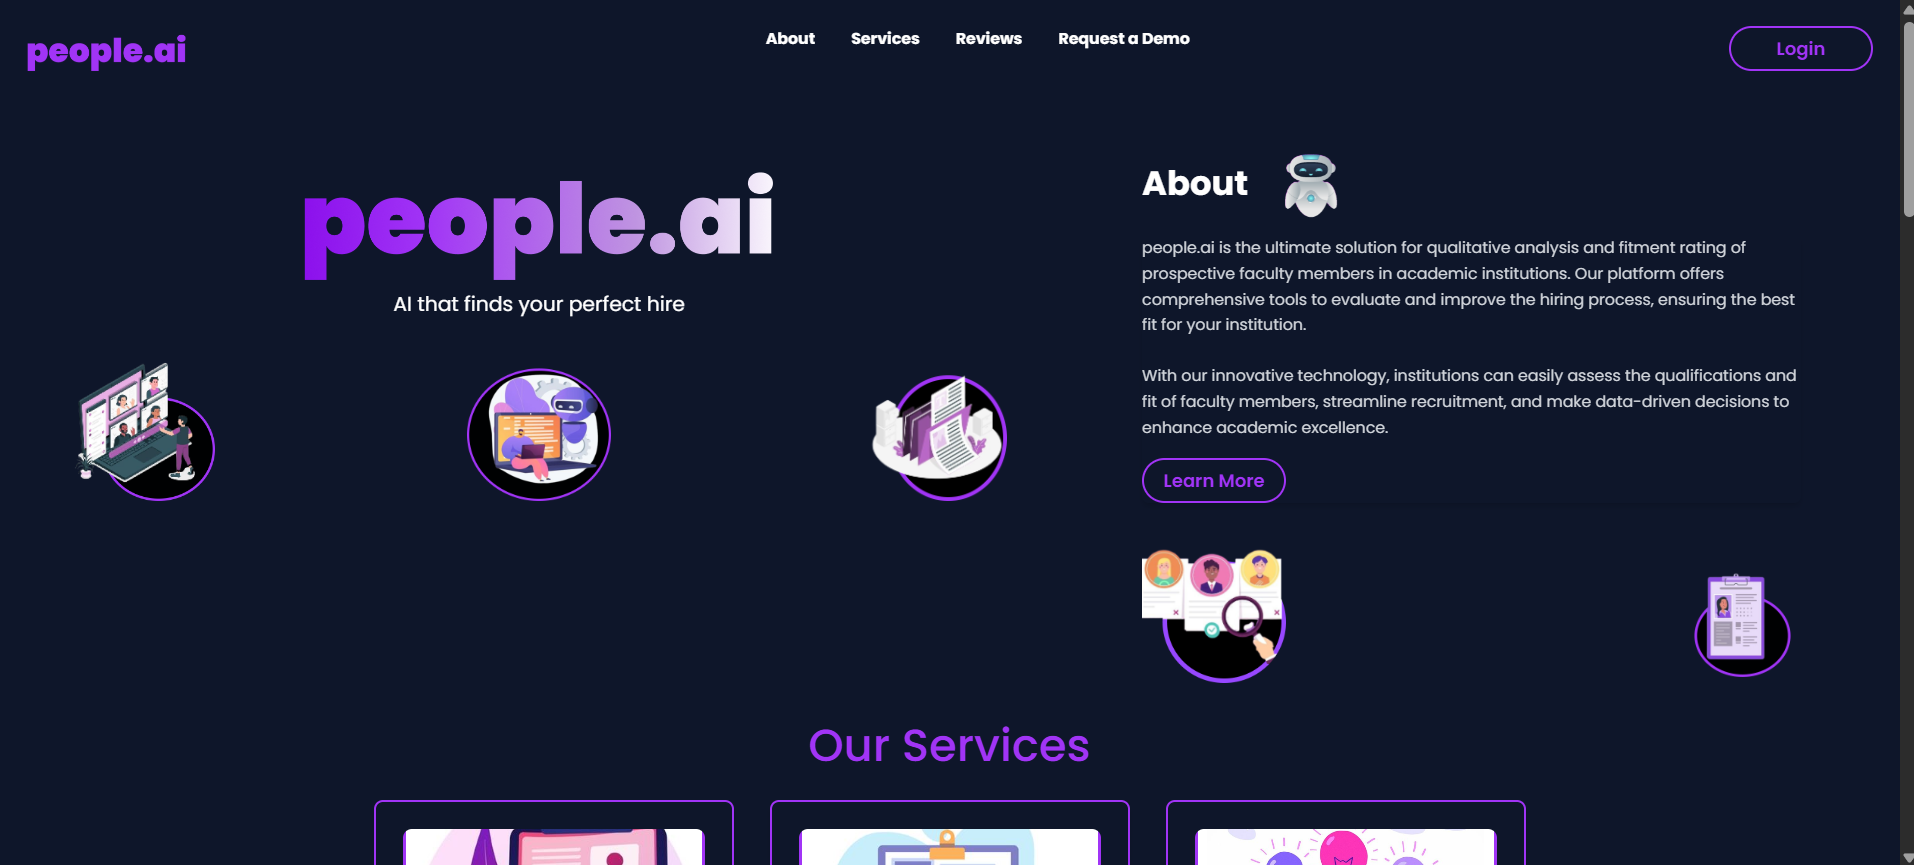 people.ai
About
Services
Reviews
Request a Demo
Login
people.ai
AI that finds your perfect hire
About
people.ai is the ultimate solution for qualitative analysis and fitment rating of
prospective faculty members in academic institutions. Our platform offers
comprehensive tools to evaluate and improve the hiring process, ensuring the best
fit for your institution.
With our innovative technology, institutions can easily assess the qualifications and
fit of faculty members, streamline recruitment, and make data-driven decisions to
enhance academic excellence.
Learn More
Our Services